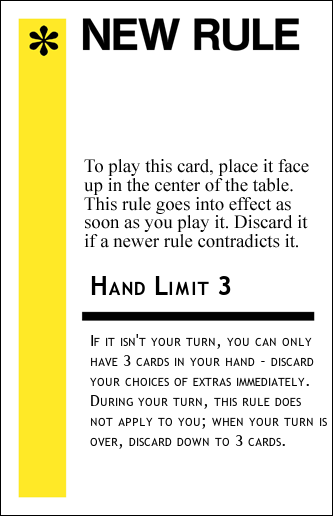 * NEW RULE
To play this card, place it face
up in the center of the table.
This rule goes into effect as
soon as you play it. Discard it
if a newer rule contradicts it.
Hand Limit 3
If it isn't your turn, you can only
have 3 cards in your hand - discard
your choices of extras immediately.
During your turn, this rule does
not apply to you; when your turn is
over, discard down to 3 cards.